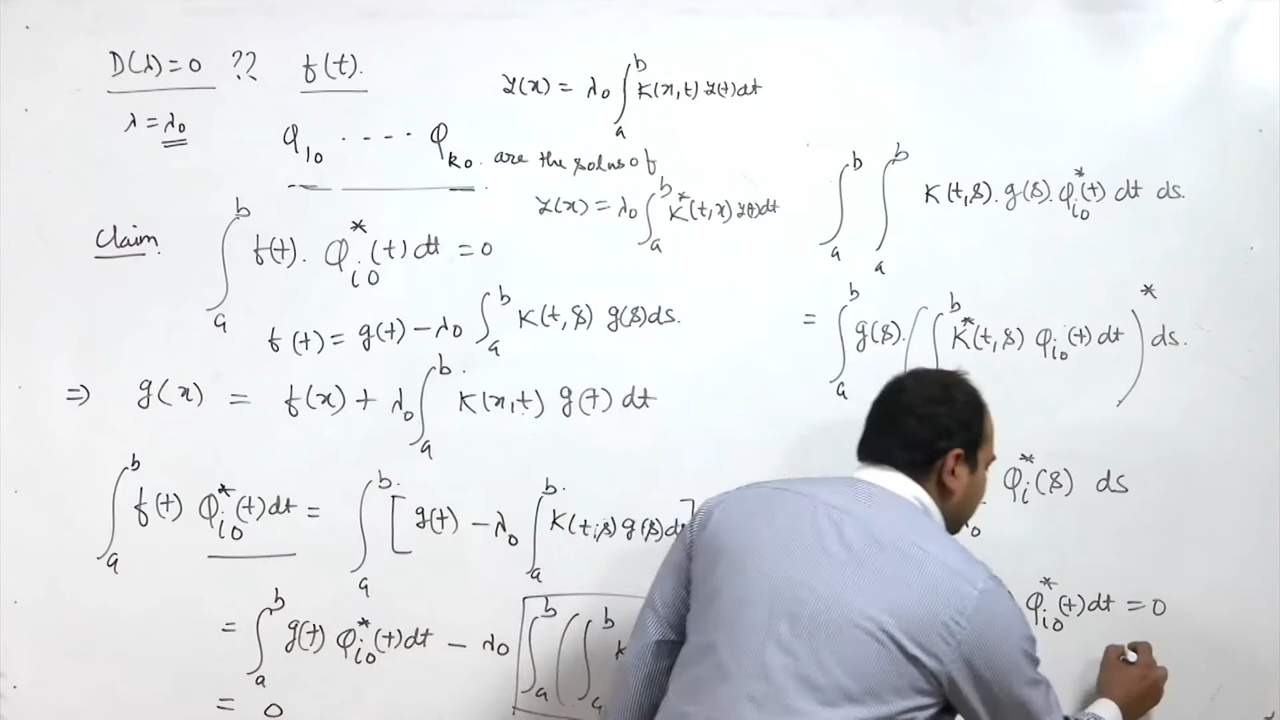 D(λ)=0 ?? f(t).
λ = λ₀
y(x) = λ₀ ∫ₐᵇ K(x,t) y(t)dt
φ₁₀ ---- φₖ₀. are the solns of
y(x) = λ₀ ∫ₐᵇ K*(t,x) y(t)dt
Claim. ∫ₐᵇ f(t). φ*ᵢ₀(t)dt = 0
f(t) = g(t) - λ₀ ∫ₐᵇ K(t,s) g(s)ds.
⇒ g(x) = f(x) + λ₀ ∫ₐᵇ K(x,t) g(t) dt
∫ₐᵇ f(t) φ*ᵢ₀(t)dt = ∫ₐᵇ [ g(t) - λ₀ ∫ₐᵇ K(t,s) g(s)ds ]
= ∫ₐᵇ g(t) φ*ᵢ₀(t)dt - λ₀ ∫ₐᵇ ( ∫ₐᵇ K
= 0
∫ₐᵇ ∫ₐᵇ K(t,s). g(s). φ*ᵢ₀(t) dt ds.
= ∫ₐᵇ g(s). ( ∫ᵇ K*(t,s) φᵢ₀(t) dt )* ds.
φ*ᵢ(s) ds
φ*ᵢ₀(t)dt = 0